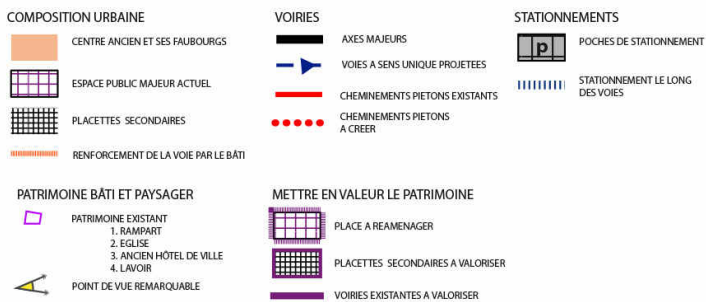 COMPOSITION URBAINE
CENTRE ANCIEN ET SES FAUBOURGS
ESPACE PUBLIC MAJEUR ACTUEL
PLACETTES SECONDAIRES
RENFORCEMENT DE LA VOIE PAR LE BÂTI
VOIRIES
AXES MAJEURS
VOIES A SENS UNIQUE PROJETEES
CHEMINEMENTS PIETONS EXISTANTS
CHEMINEMENTS PIETONS
A CREER
STATIONNEMENTS
p
POCHES DE STATIONNEMENT
STATIONNEMENT LE LONG
DES VOIES
PATRIMOINE BÂTI ET PAYSAGER
PATRIMOINE EXISTANT
1. RAMPART
2. EGLISE
3. ANCIEN HÔTEL DE VILLE
4. LAVOIR
POINT DE VUE REMARQUABLE
METTRE EN VALEUR LE PATRIMOINE
PLACE A REAMENAGER
PLACETTES SECONDAIRES A VALORISER
VOIRIES EXISTANTES A VALORISER